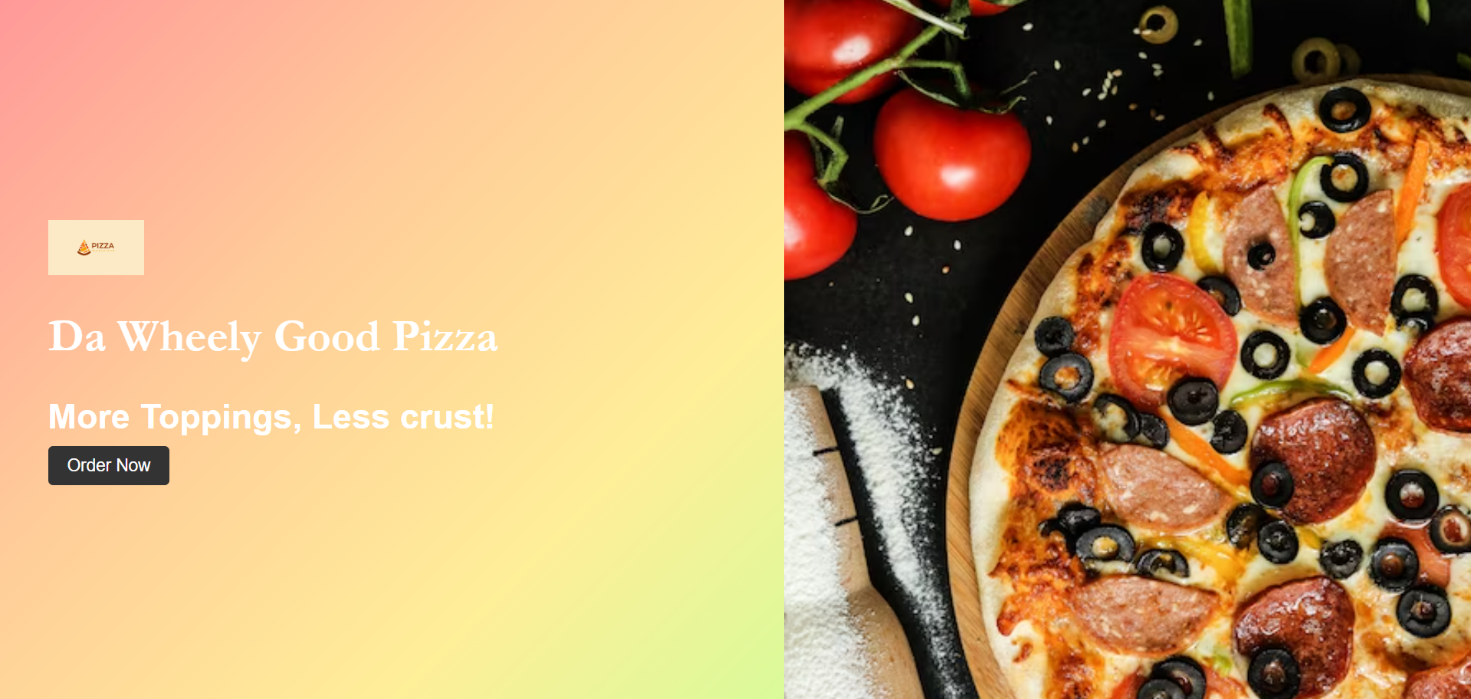 PIZZA
Da Wheely Good Pizza
More Toppings, Less crust!
Order Now